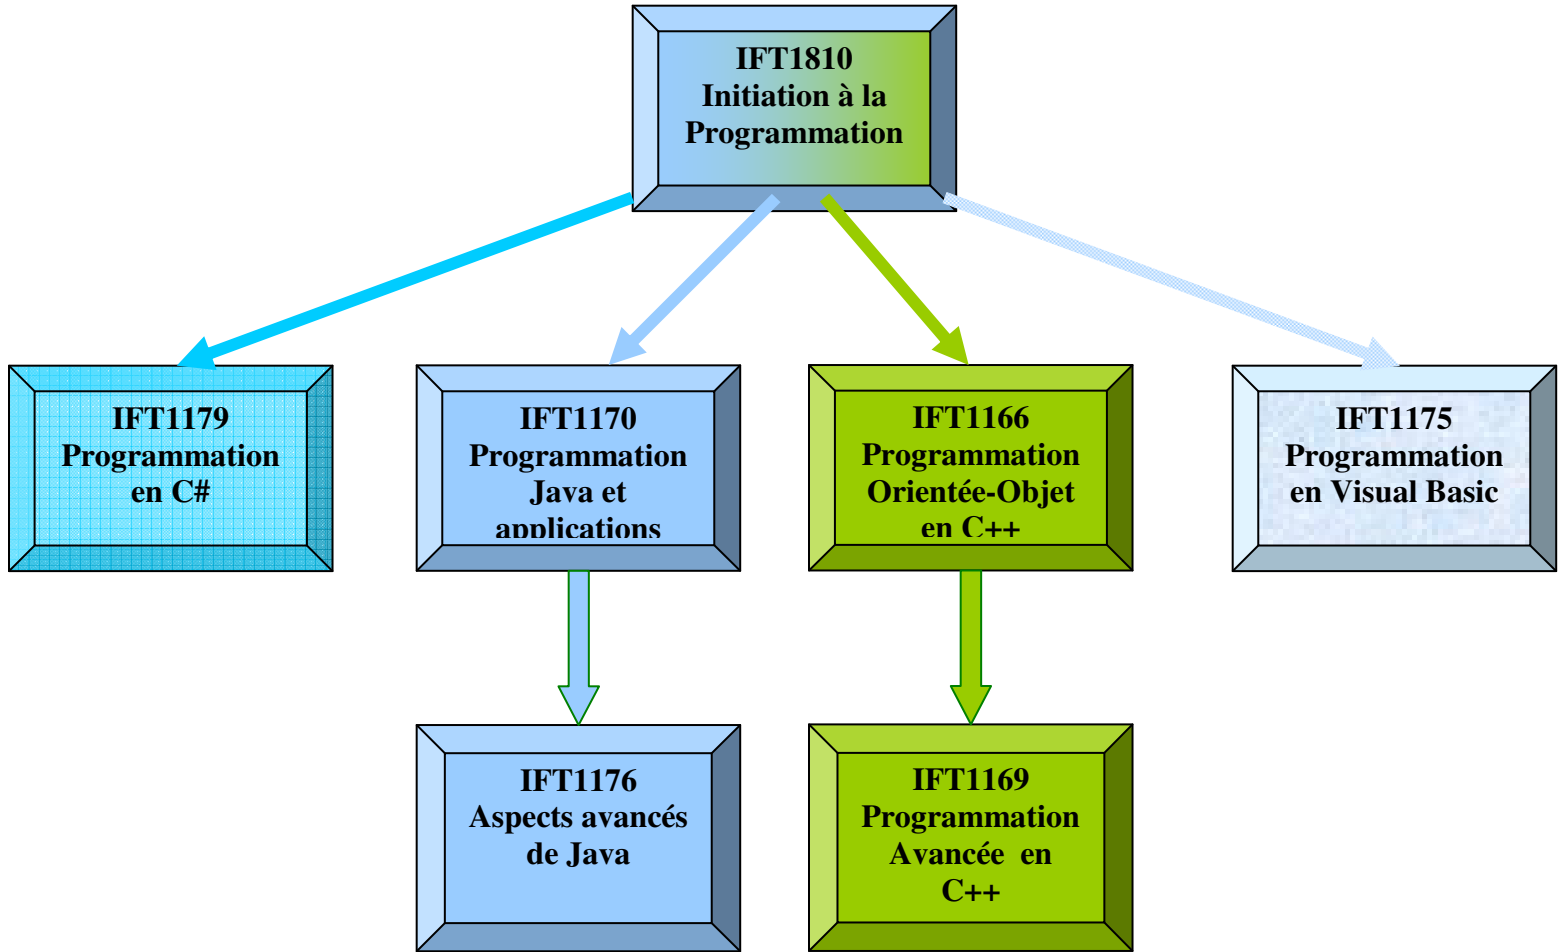 IFT1810
Initiation à la
Programmation
IFT1179
Programmation
en C#
IFT1170
Programmation
Java et
applications
IFT1166
Programmation
Orientée-Objet
en C++
IFT1175
Programmation
en Visual Basic
IFT1176
Aspects avancés
de Java
IFT1169
Programmation
Avancée en
C++